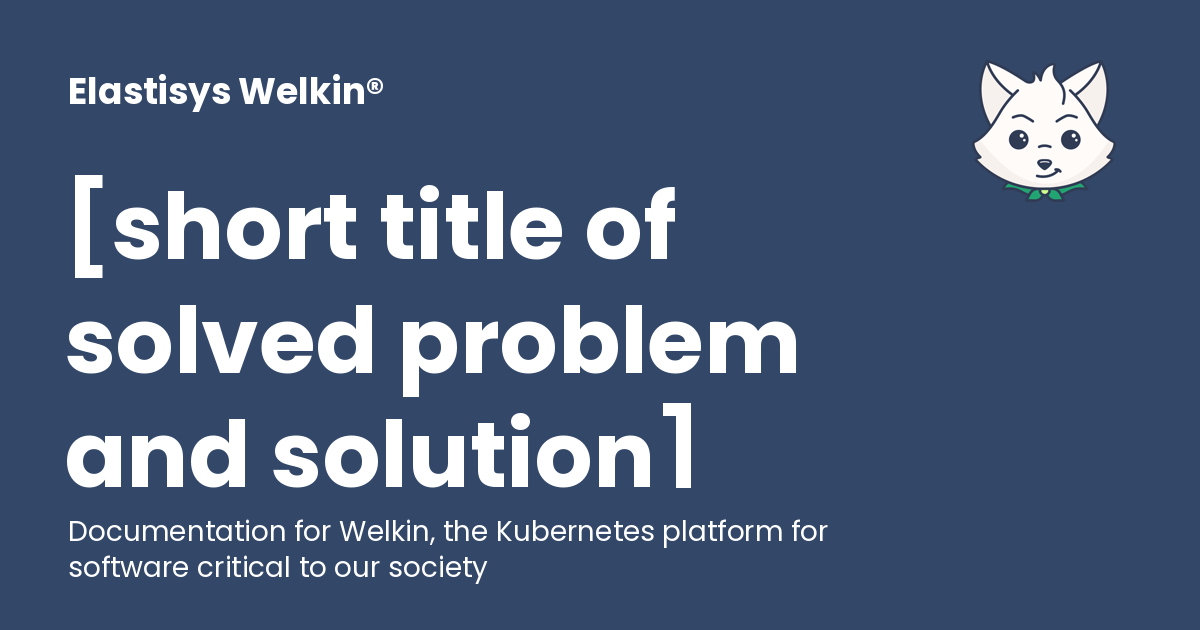 Elastisys Welkin®
[short title of
solved problem
and solution]
Documentation for Welkin, the Kubernetes platform for
software critical to our society